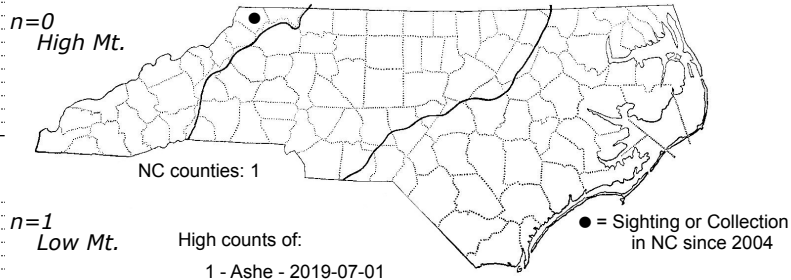 n=0
High Mt.
NC counties: 1
n=1
Low Mt.
High counts of:
1 - Ashe - 2019-07-01
● = Sighting or Collection
in NC since 2004